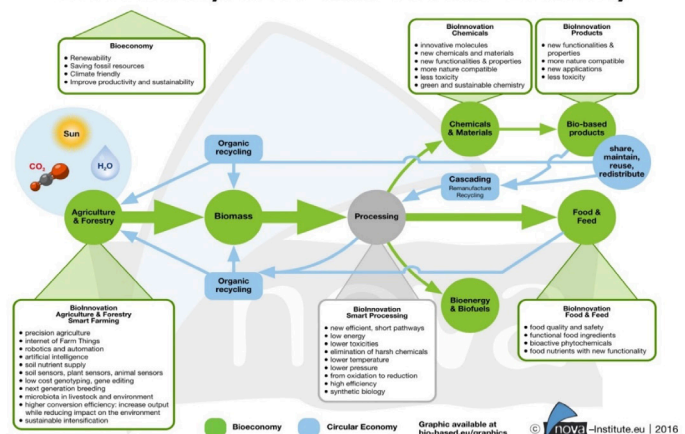 Bioeconomy
• Renewability
• Saving fossil resources
• Climate friendly
• Improve productivity and sustainability
BioInnovation
Chemicals
• innovative molecules
• new chemicals and materials
• new functionalities & properties
• more nature compatible
• less toxicity
• green and sustainable chemistry
BioInnovation
Products
• new functionalities &
properties
• more nature compatible
• new applications
• less toxicity
Sun
CO₂
H₂O
Organic
recycling
Chemicals
& Materials
Bio-based
products
share,
maintain,
reuse,
redistribute
Cascading
Remanufacture
Recycling
Agriculture
& Forestry
Biomass
Processing
Food &
Feed
Organic
recycling
Bioenergy
& Biofuels
BioInnovation
Agriculture & Forestry
Smart Farming
• precision agriculture
• internet of Farm Things
• robotics and automation
• artificial intelligence
• soil nutrient supply
• soil sensors, plant sensors, animal sensors
• low cost genotyping, gene editing
• next generation breeding
• microbiota in livestock and environment
• higher conversion efficiency: increase output
while reducing impact on the environment
• sustainable intensification
BioInnovation
Smart Processing
• new efficient, short pathways
• low energy
• lower toxicities
• elimination of harsh chemicals
• lower temperature
• lower pressure
• from oxidation to reduction
• high efficiency
• synthetic biology
BioInnovation
Food & Feed
• food quality and safety
• functional food ingredients
• bioactive phytochemicals
• food nutrients with new functionality
Bioeconomy
Circular Economy
Graphic available at
bio-based.eu/graphics
© nova-Institute.eu | 2016
nova